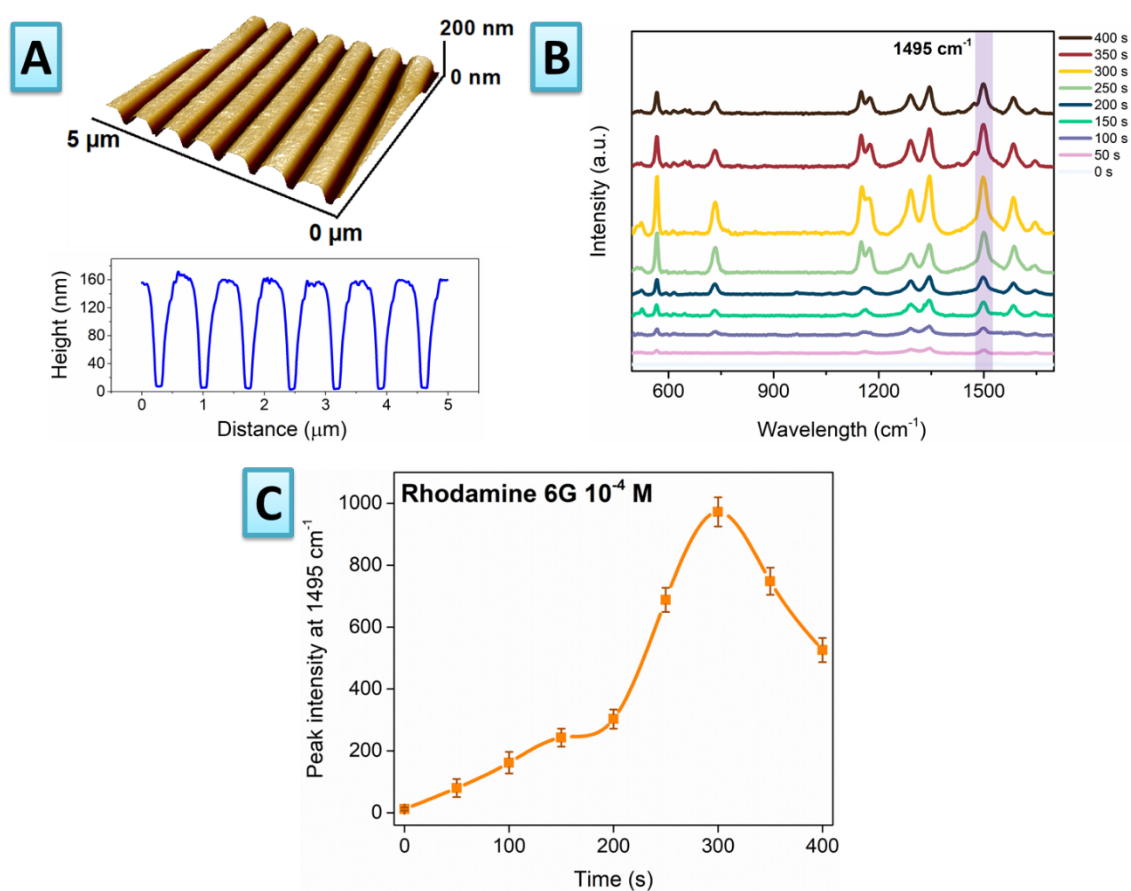 A
200 nm
0 nm
5 µm
0 µm
Height (nm)
160
120
80
40
0
0 1 2 3 4 5
Distance (µm)
B
1495 cm⁻¹
400 s
350 s
300 s
250 s
200 s
150 s
100 s
50 s
0 s
Intensity (a.u.)
600 900 1200 1500
Wavelength (cm⁻¹)
C
Rhodamine 6G 10⁻⁴ M
Peak intensity at 1495 cm⁻¹
1000
800
600
400
200
0
0 100 200 300 400
Time (s)